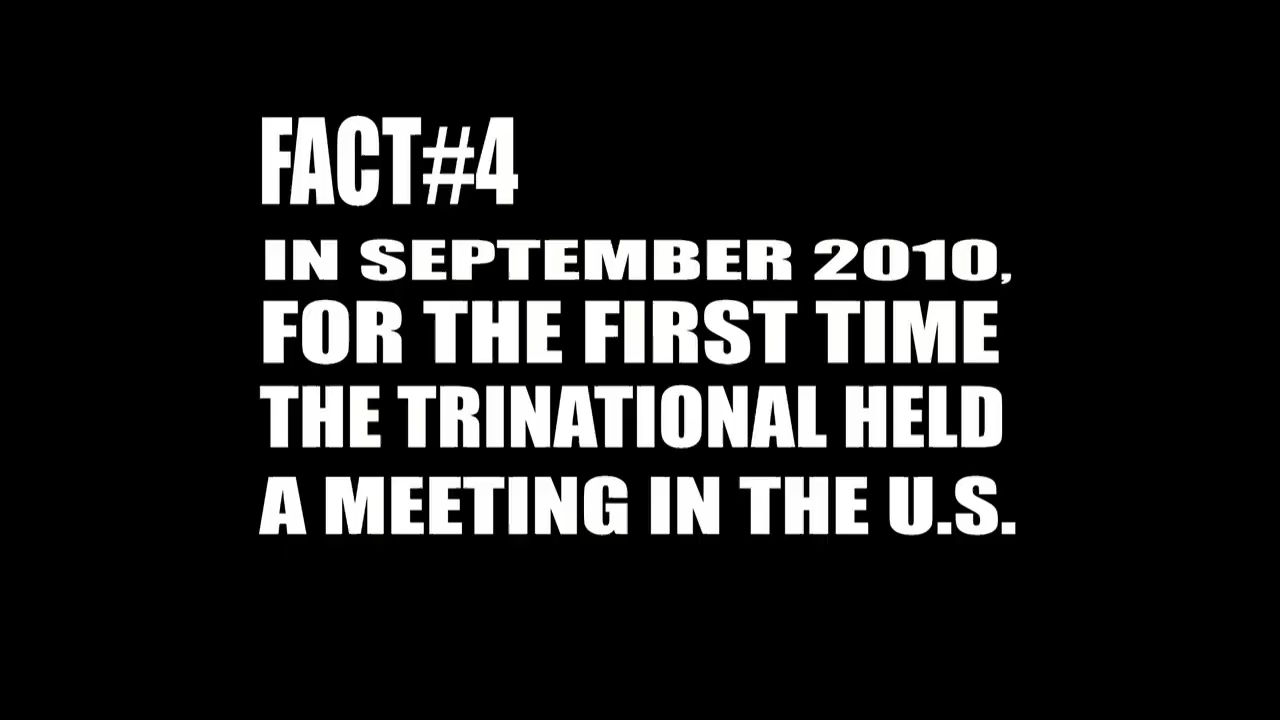 FACT#4
IN SEPTEMBER 2010,
FOR THE FIRST TIME
THE TRINATIONAL HELD
A MEETING IN THE U.S.